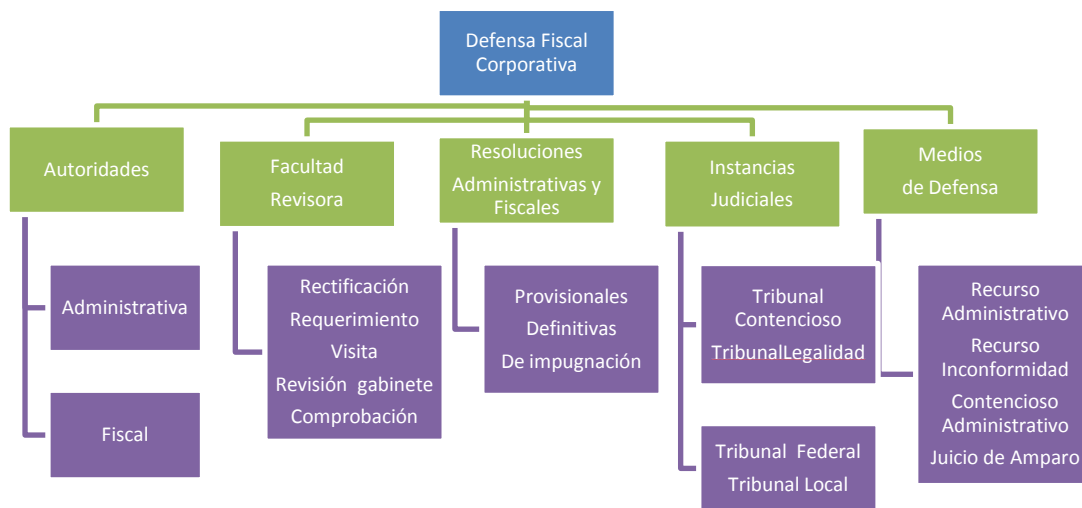 Defensa Fiscal
Corporativa
Autoridades
Administrativa
Fiscal
Facultad
Revisora
Rectificación
Requerimiento
Visita
Revisión gabinete
Comprobación
Resoluciones
Administrativas y
Fiscales
Provisionales
Definitivas
De impugnación
Instancias
Judiciales
Tribunal
Contencioso
TribunalLegalidad
Tribunal Federal
Tribunal Local
Medios
de Defensa
Recurso
Administrativo
Recurso
Inconformidad
Contencioso
Administrativo
Juicio de Amparo